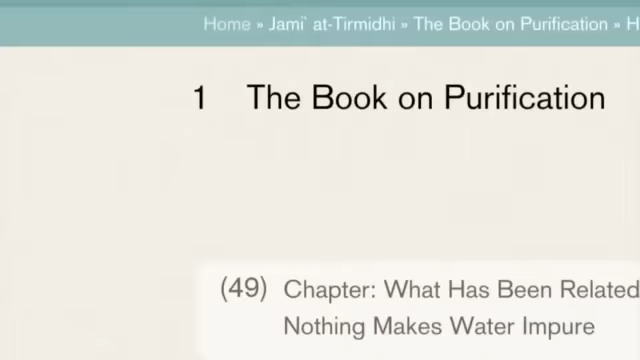 Home » Jami` at-Tirmidhi » The Book on Purification » H
1 The Book on Purification
(49) Chapter: What Has Been Related
Nothing Makes Water Impure